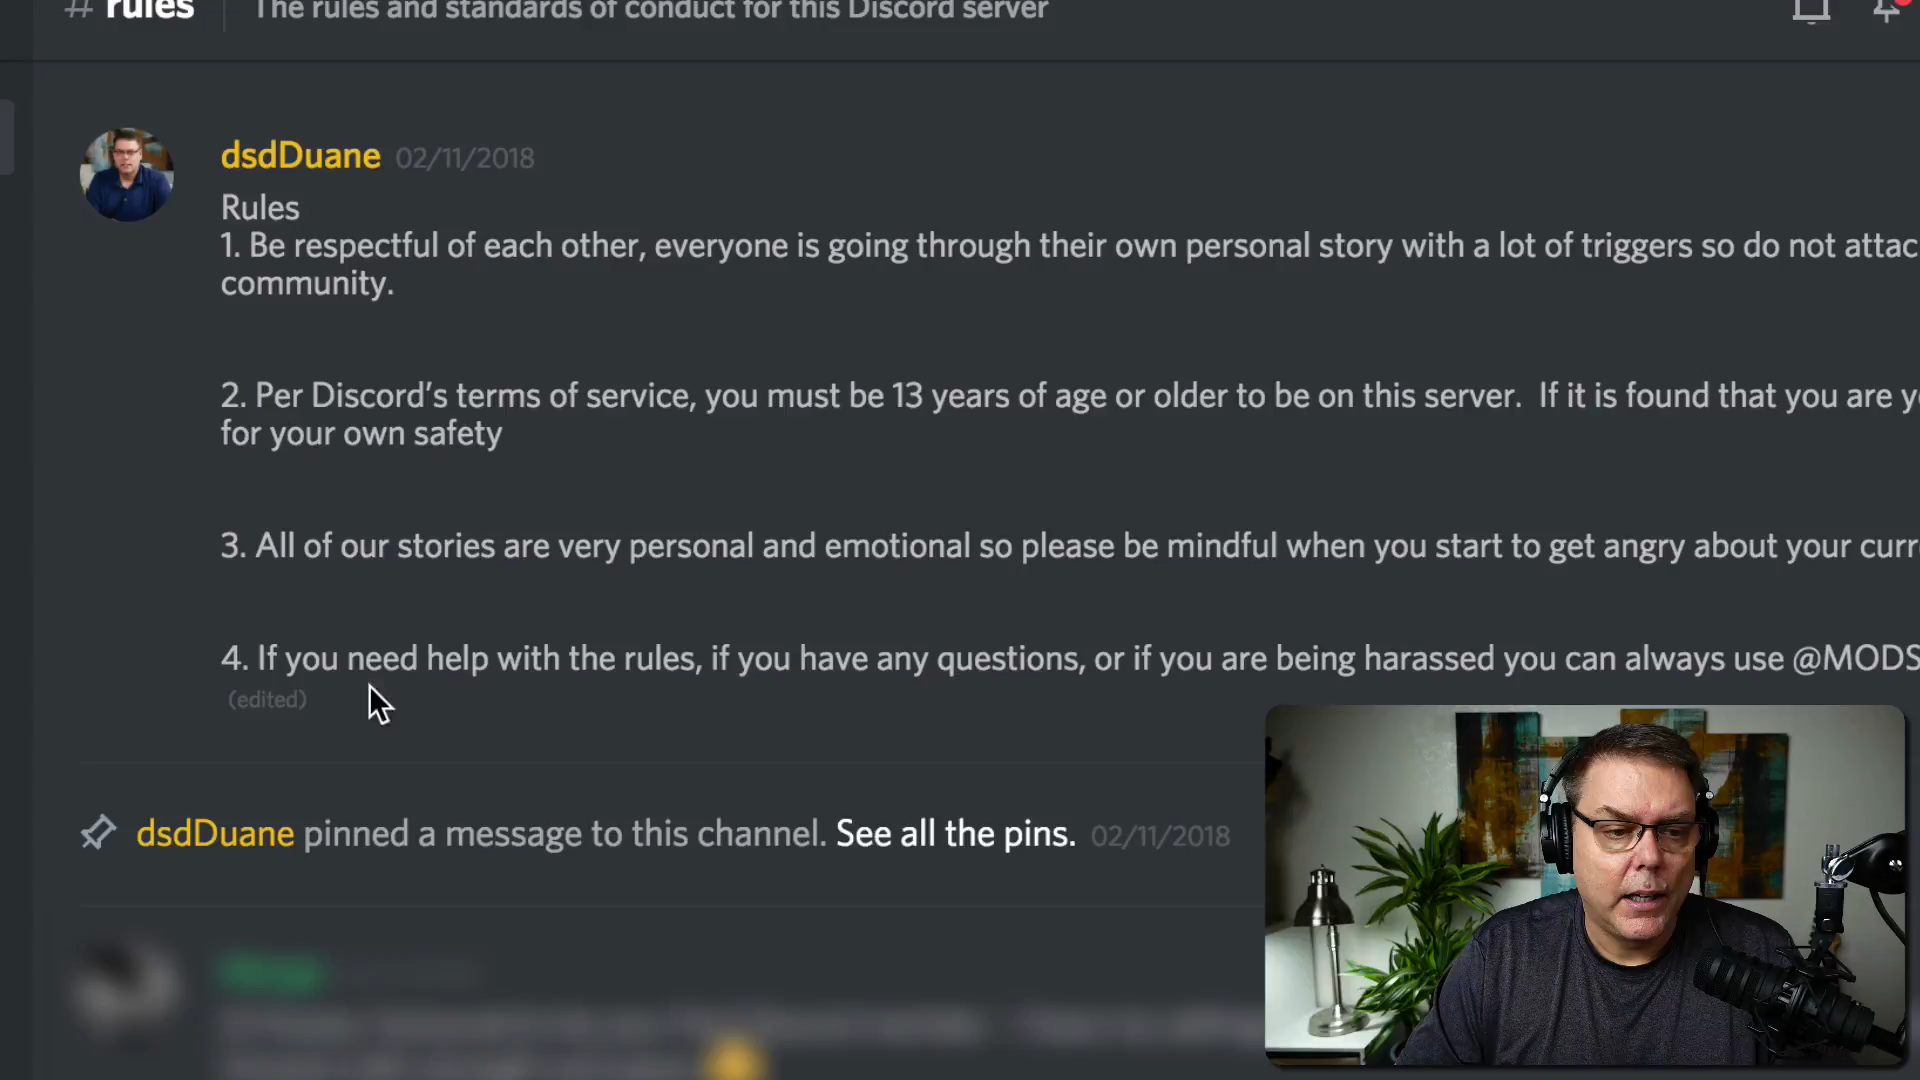 # rules The rules and standards of conduct for this Discord server
dsdDuane 02/11/2018
Rules
1. Be respectful of each other, everyone is going through their own personal story with a lot of triggers so do not attac
community.
2. Per Discord’s terms of service, you must be 13 years of age or older to be on this server. If it is found that you are y
for your own safety
3. All of our stories are very personal and emotional so please be mindful when you start to get angry about your curr
4. If you need help with the rules, if you have any questions, or if you are being harassed you can always use @MODS
(edited)
dsdDuane pinned a message to this channel. See all the pins. 02/11/2018